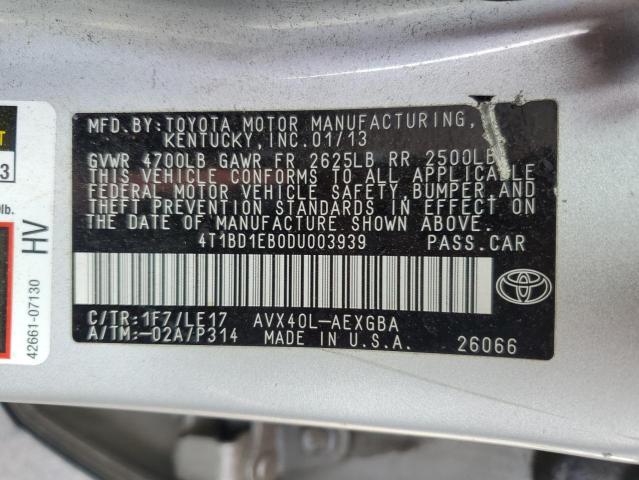 MFD.BY:TOYOTA MOTOR MANUFACTURING,
KENTUCKY, INC. 01/13
GVWR 4700LB GAWR FR 2625LB RR 2500LB
THIS VEHICLE CONFORMS TO ALL APPLICABLE
FEDERAL MOTOR VEHICLE SAFETY, BUMPER, AND
THEFT PREVENTION STANDARDS IN EFFECT ON
THE DATE OF MANUFACTURE SHOWN ABOVE.
4T1BD1EB0DU003939 PASS.CAR
C/TR:1F7/LF17 AVX40L-AEXGBA
A/TM:-02A/P314 MADE IN U.S.A. 26066
3
lb.
HV
42661-07130